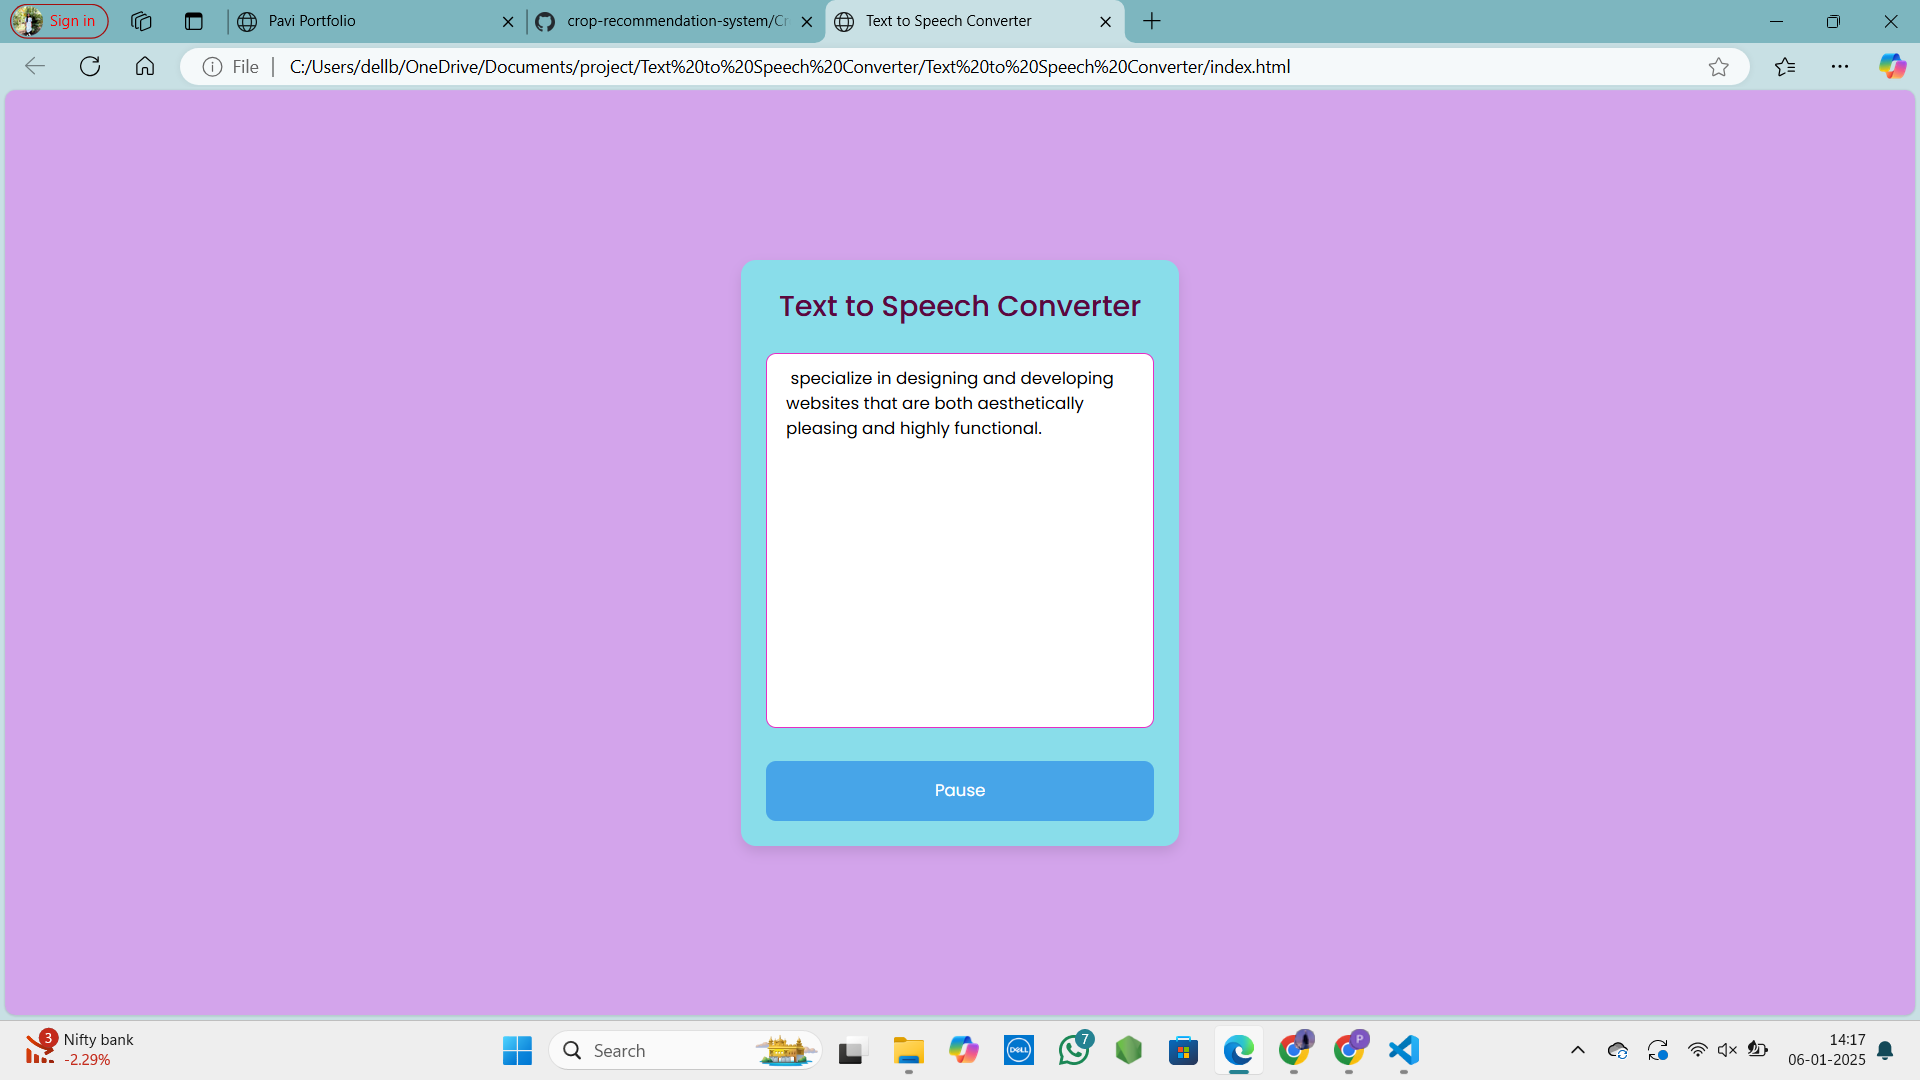 Sign in
Pavi Portfolio
crop-recommendation-system/Cr
Text to Speech Converter
File
C:/Users/dellb/OneDrive/Documents/project/Text%20to%20Speech%20Converter/Text%20to%20Speech%20Converter/index.html
Text to Speech Converter
specialize in designing and developing
websites that are both aesthetically
pleasing and highly functional.
Pause
3
Nifty bank
-2.29%
Search
DELL
7
P
14:17
06-01-2025